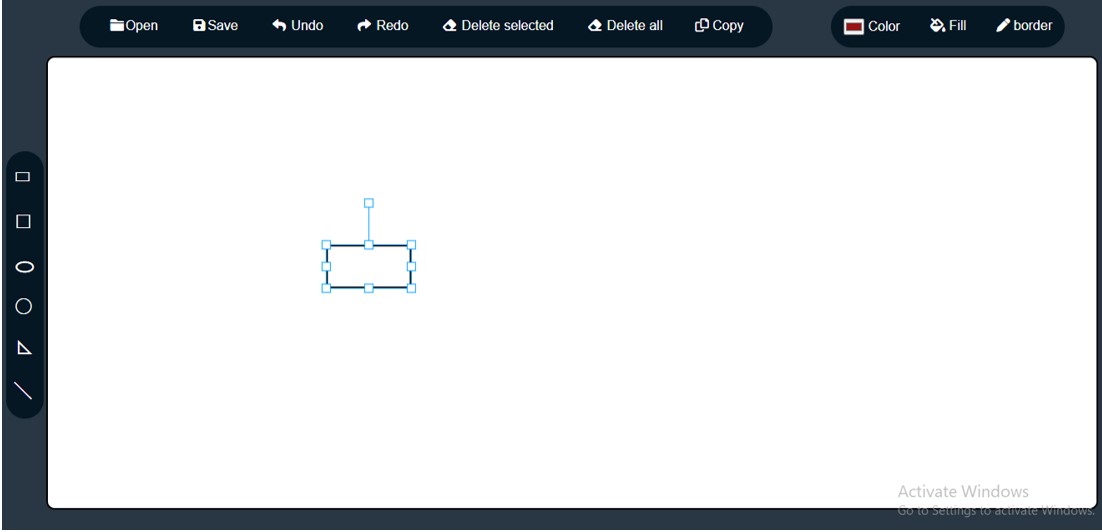 Open Save Undo Redo Delete selected Delete all Copy Color Fill border
Activate Windows
Go to Settings to activate Windows.